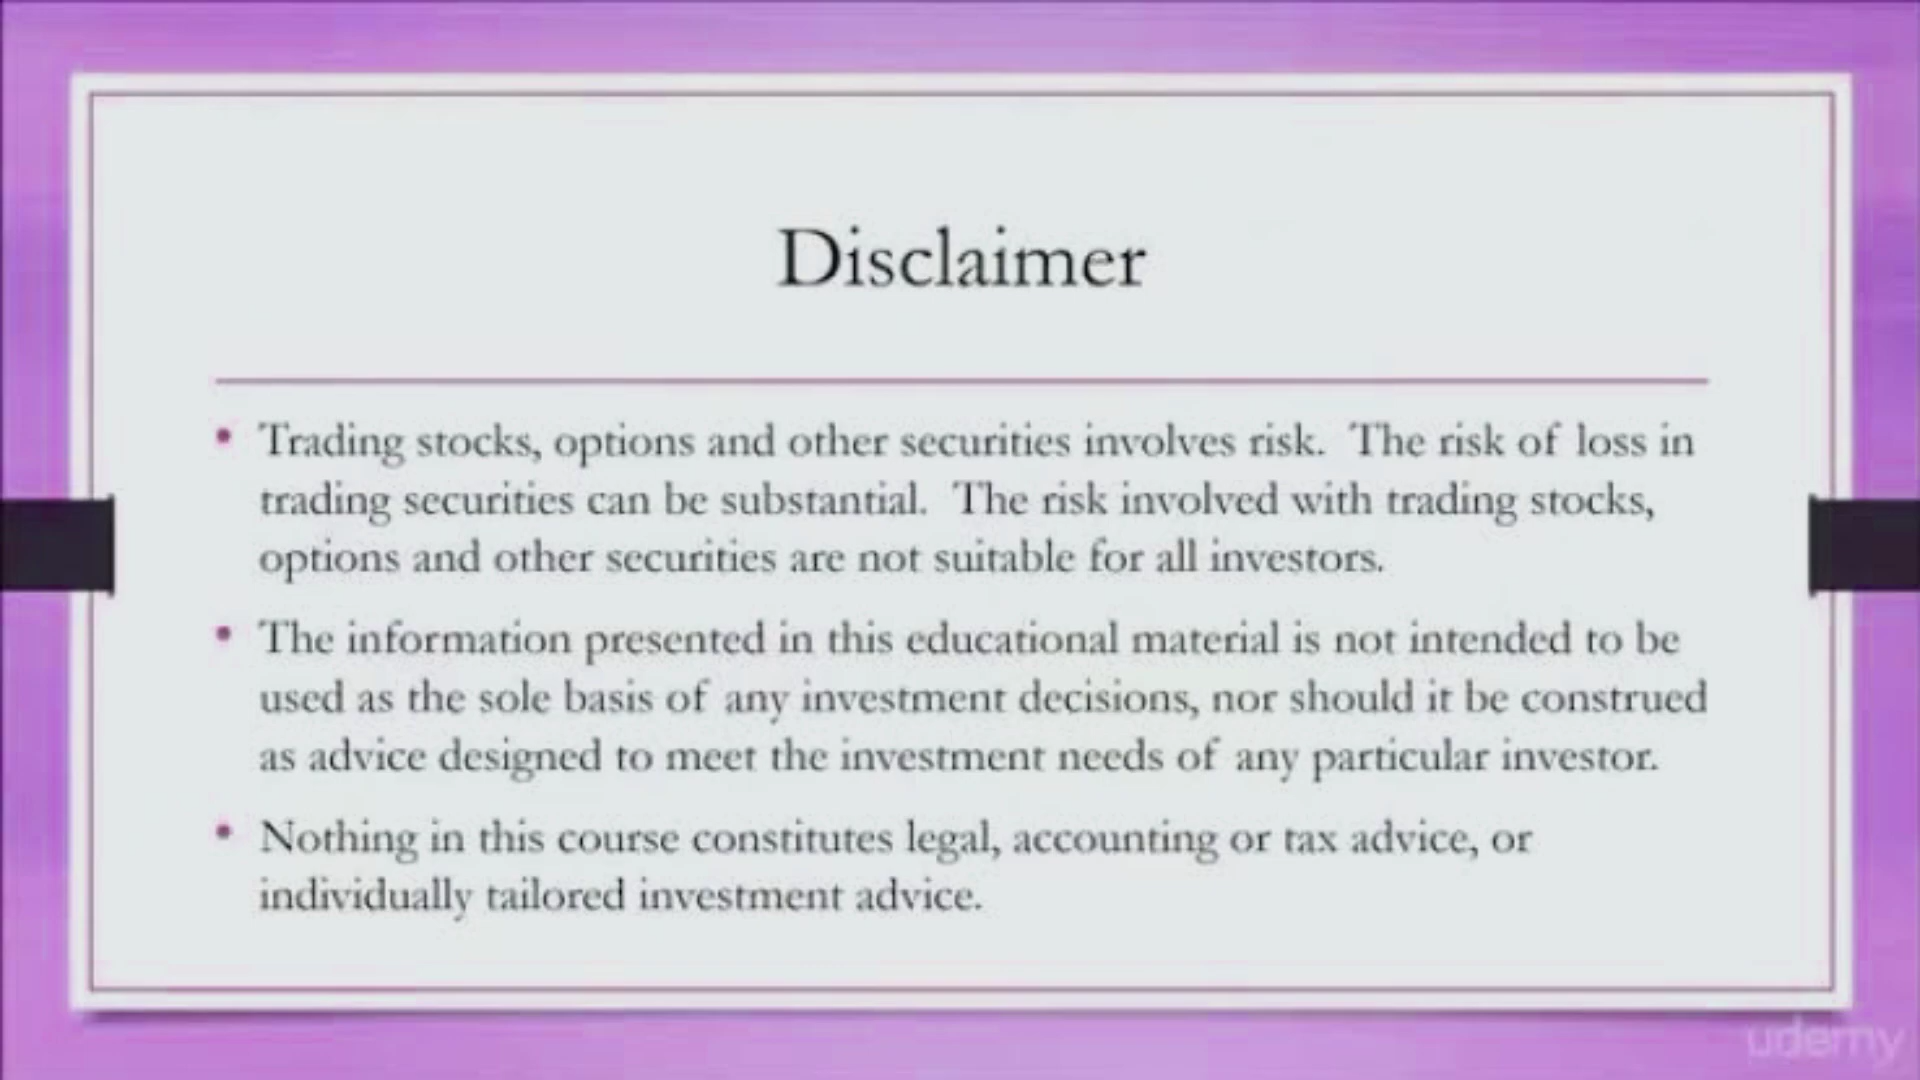 Disclaimer
• Trading stocks, options and other securities involves risk.  The risk of loss in
trading securities can be substantial.  The risk involved with trading stocks,
options and other securities are not suitable for all investors.
• The information presented in this educational material is not intended to be
used as the sole basis of any investment decisions, nor should it be construed
as advice designed to meet the investment needs of any particular investor.
• Nothing in this course constitutes legal, accounting or tax advice, or
individually tailored investment advice.
udemy